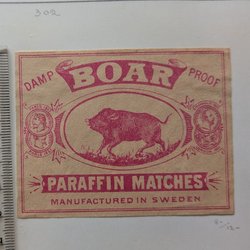 302
DAMP BOAR PROOF
PARAFFIN MATCHES
MANUFACTURED IN SWEDEN